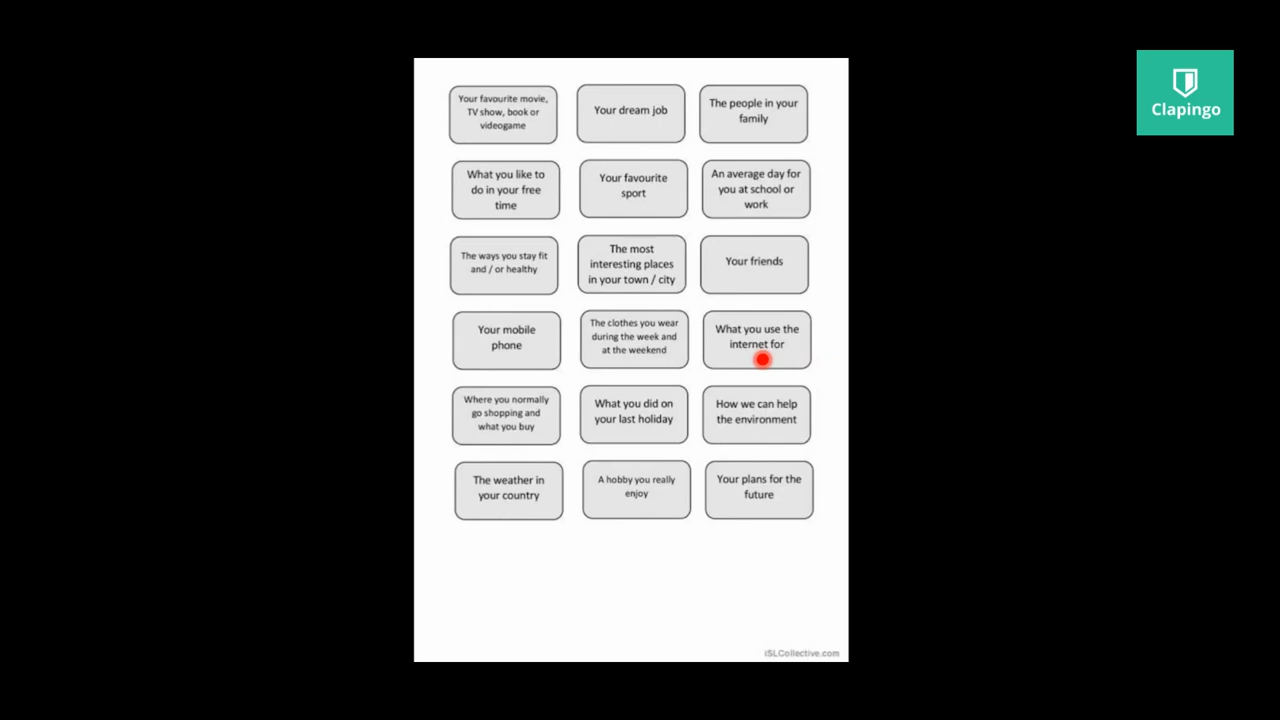 Your favourite movie,
TV show, book or
videogame
Your dream job
The people in your
family
What you like to
do in your free
time
Your favourite
sport
An average day for
you at school or
work
The ways you stay fit
and / or healthy
The most
interesting places
in your town / city
Your friends
Your mobile
phone
The clothes you wear
during the week and
at the weekend
What you use the
internet for
Where you normally
go shopping and
what you buy
What you did on
your last holiday
How we can help
the environment
The weather in
your country
A hobby you really
enjoy
Your plans for the
future
iSLCollective.com
Clapingo